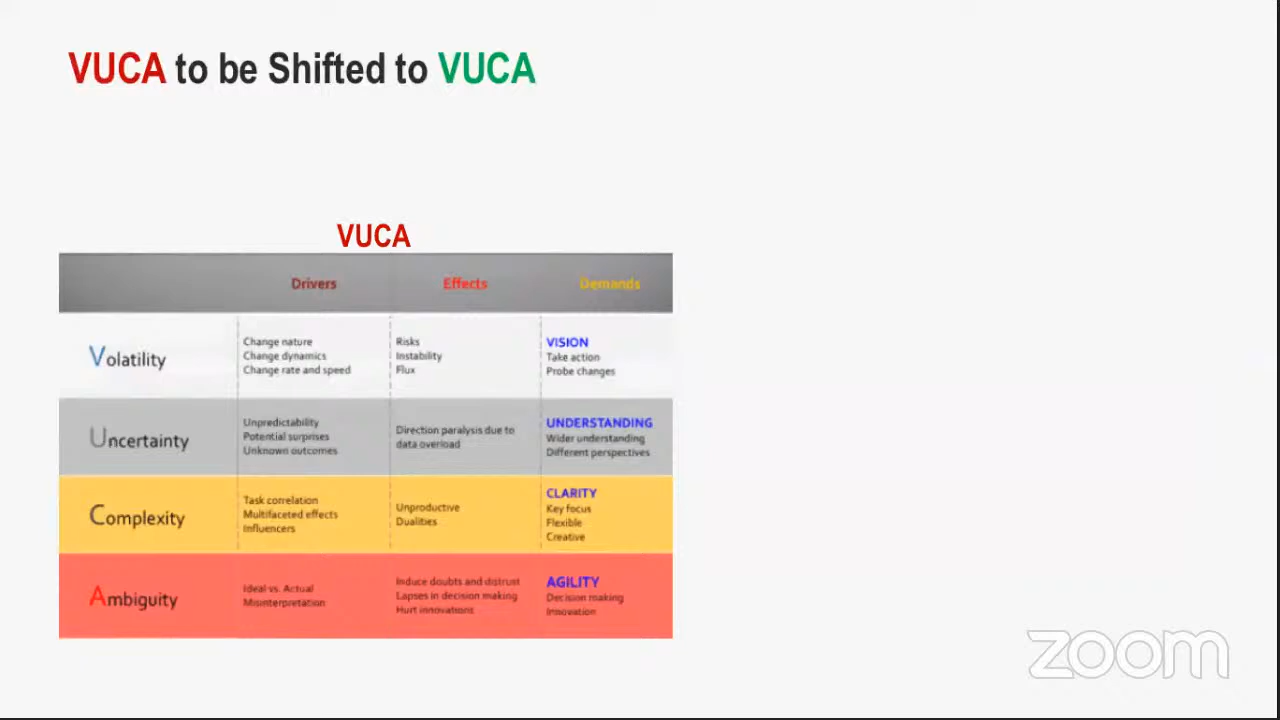 VUCA to be Shifted to VUCA
VUCA
Drivers Effects Demands
Volatility
Change nature
Change dynamics
Change rate and speed
Risks
Instability
Flux
VISION
Take action
Probe changes
Uncertainty
Unpredictability
Potential surprises
Unknown outcomes
Direction paralysis due to
data overload
UNDERSTANDING
Wider understanding
Different perspectives
Complexity
Task correlation
Multifaceted effects
Influencers
Unproductive
Dualities
CLARITY
Key focus
Flexible
Creative
Ambiguity
Ideal vs. Actual
Misinterpretation
Induce doubts and distrust
Lapses in decision making
Hurt innovations
AGILITY
Decision making
Innovation
zoom